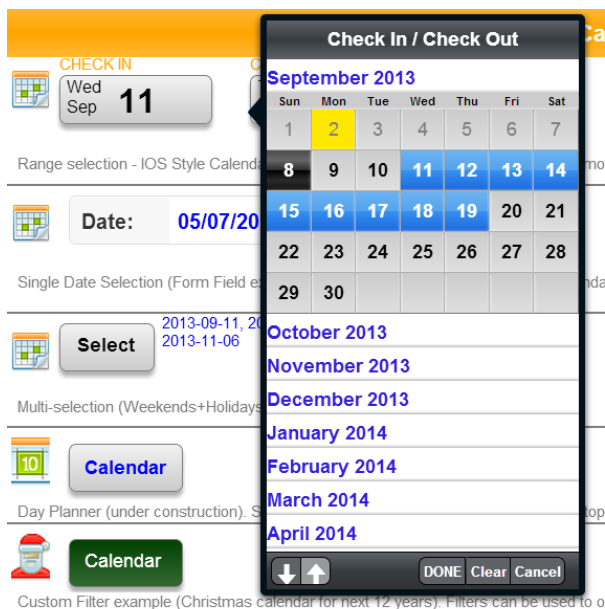 Ca
CHECK IN
C
Wed
Sep 11
Range selection - IOS Style Calenda
mo
Date: 05/07/20
Single Date Selection (Form Field e
nda
Select
2013-09-11, 20
2013-11-06
Multi-selection (Weekends+Holidays
10
Calendar
Day Planner (under construction). S
top
Calendar
Custom Filter example (Christmas calendar for next 12 years). Filters can be used to o
Check In / Check Out
September 2013
Sun Mon Tue Wed Thu Fri Sat
1 2 3 4 5 6 7
8 9 10 11 12 13 14
15 16 17 18 19 20 21
22 23 24 25 26 27 28
29 30
October 2013
November 2013
December 2013
January 2014
February 2014
March 2014
April 2014
DONE Clear Cancel